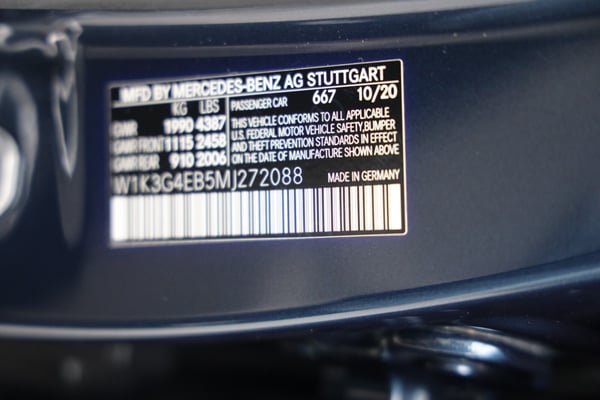 MFD BY MERCEDES-BENZ AG STUTTGART
KG LBS PASSENGER CAR 667 10/20
GVWR 1990 4387 THIS VEHICLE CONFORMS TO ALL APPLICABLE
GAWR FRONT 1115 2458 U.S. FEDERAL MOTOR VEHICLE SAFETY, BUMPER
GAWR REAR 910 2006 AND THEFT PREVENTION STANDARDS IN EFFECT
ON THE DATE OF MANUFACTURE SHOWN ABOVE
W1K3G4EB5MJ272088 MADE IN GERMANY